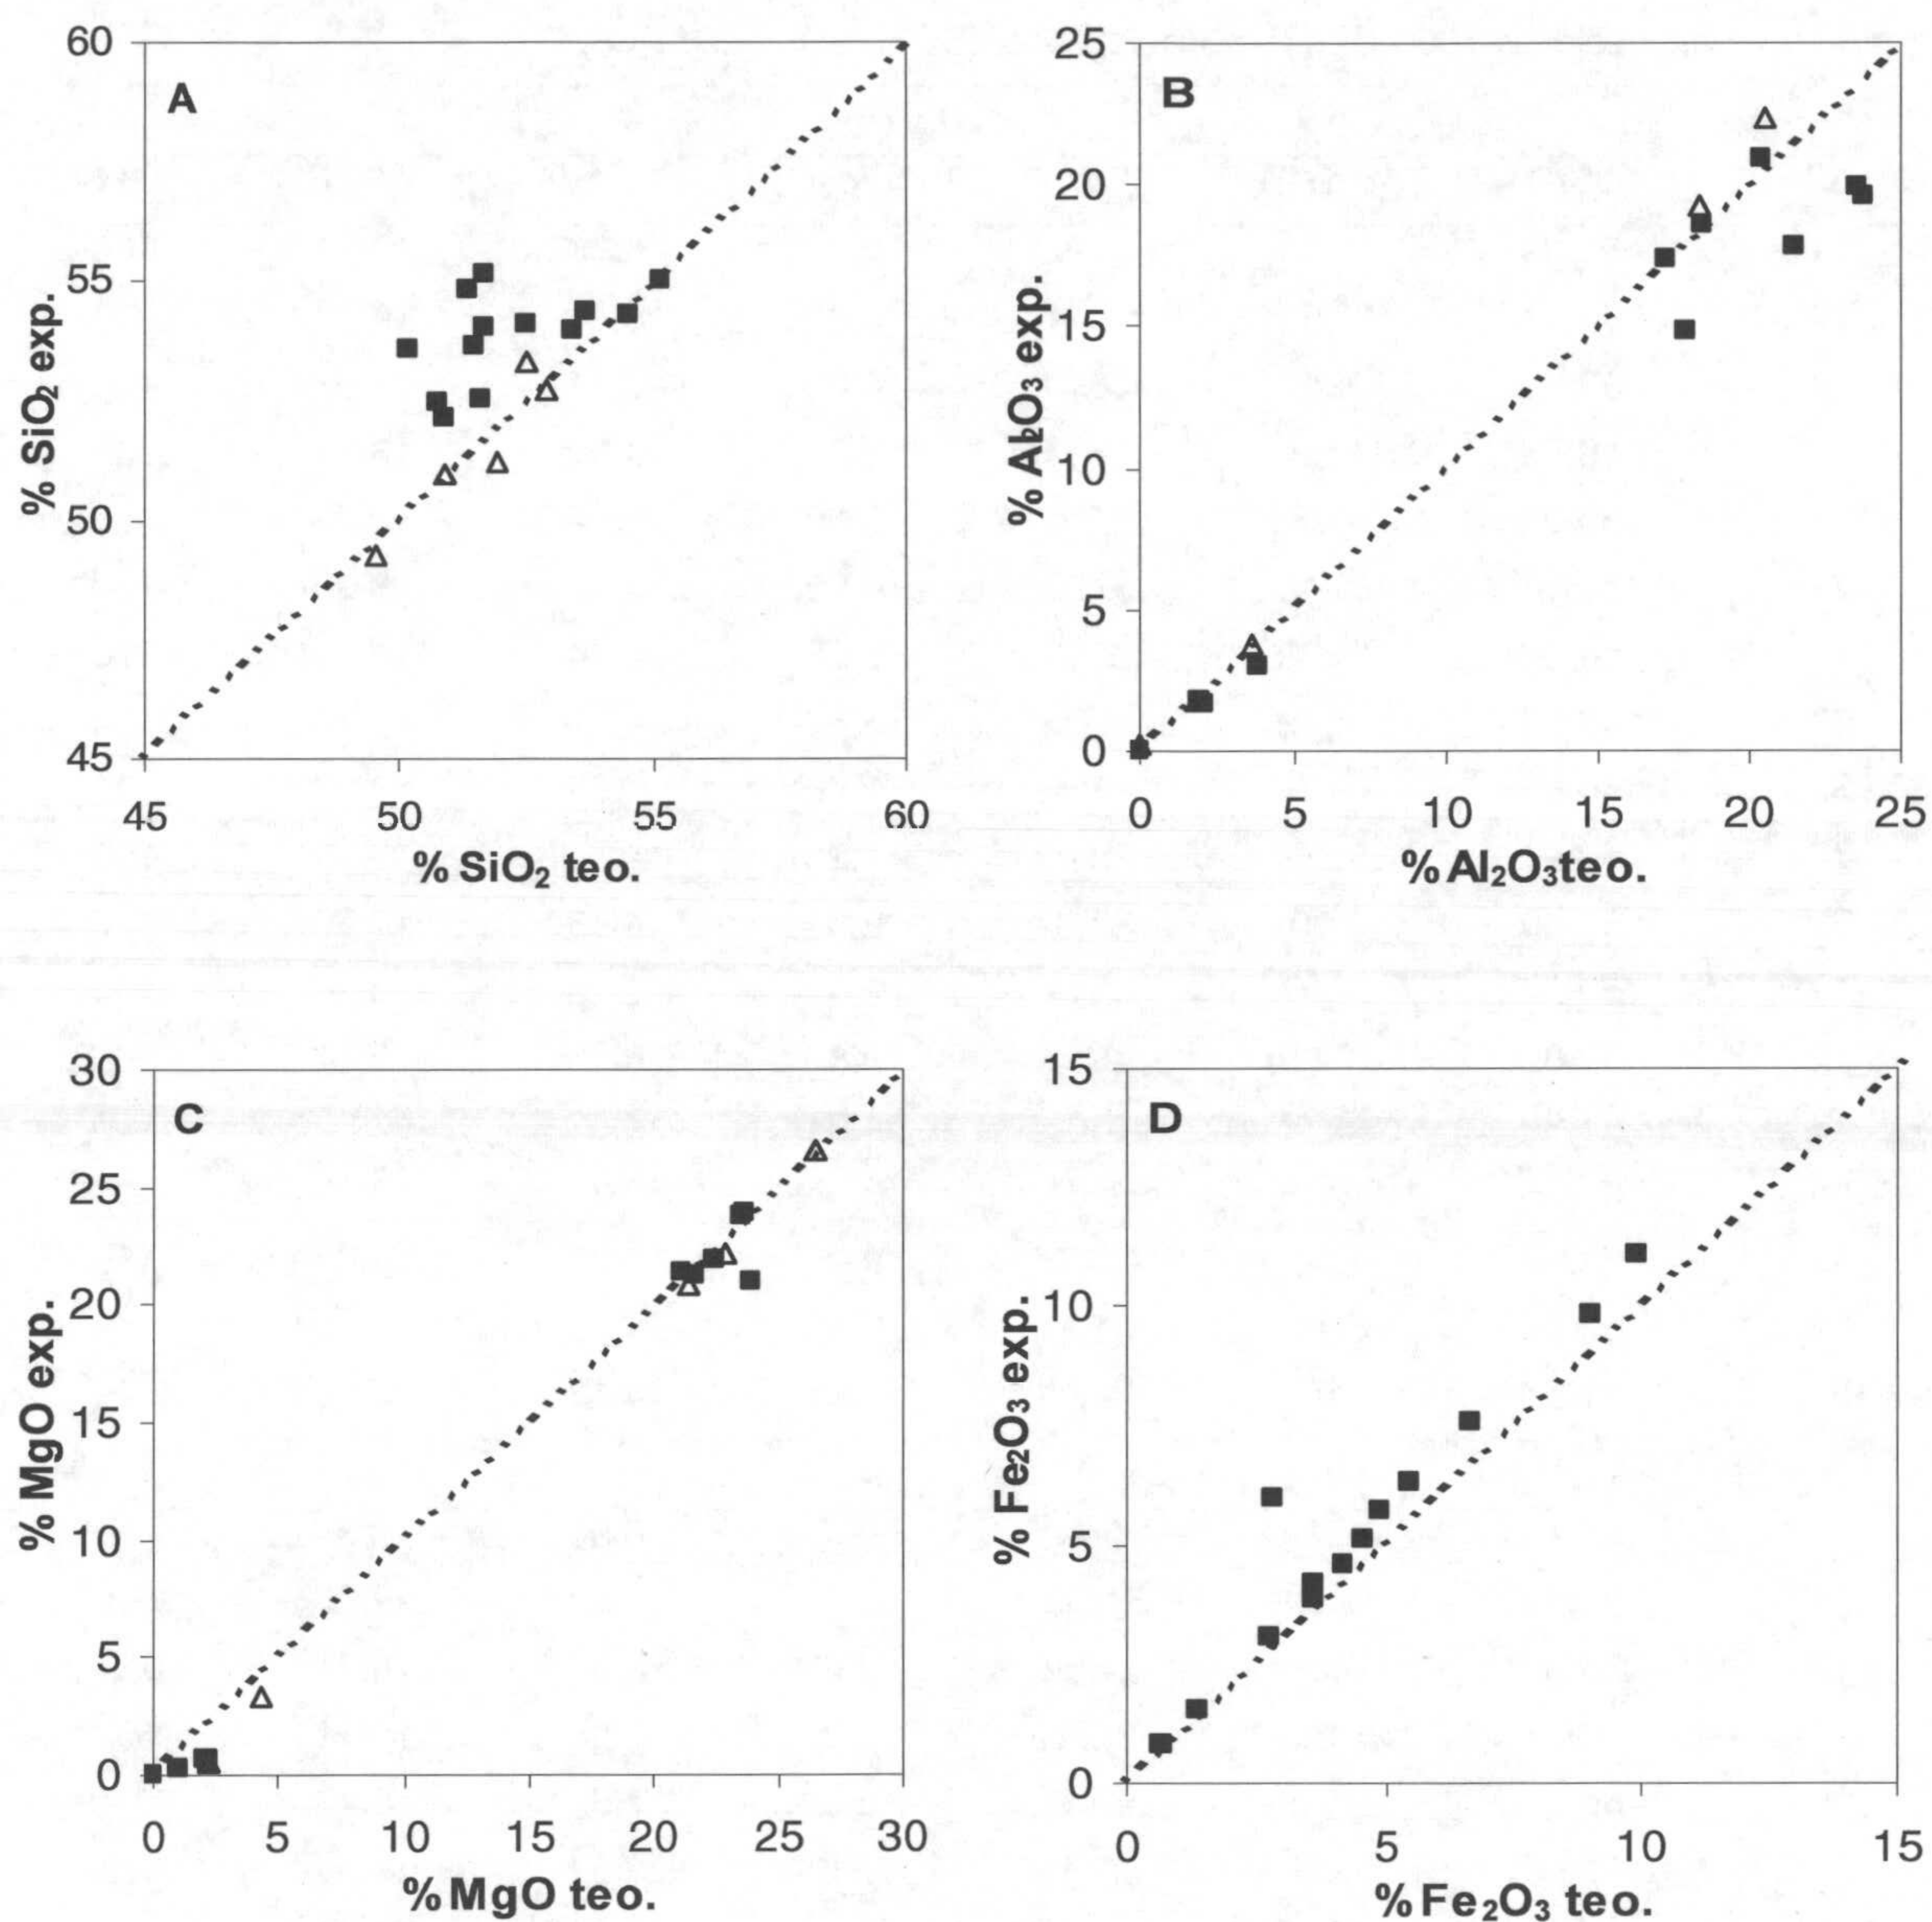 A
60
55
50
45
% SiO₂ exp.
45 50 55 60
% SiO₂ teo.
B
25
20
15
10
5
0
% Al₂O₃ exp.
0 5 10 15 20 25
% Al₂O₃ teo.
C
30
25
20
15
10
5
0
% MgO exp.
0 5 10 15 20 25 30
% MgO teo.
D
15
10
5
0
% Fe₂O₃ exp.
0 5 10 15
% Fe₂O₃ teo.